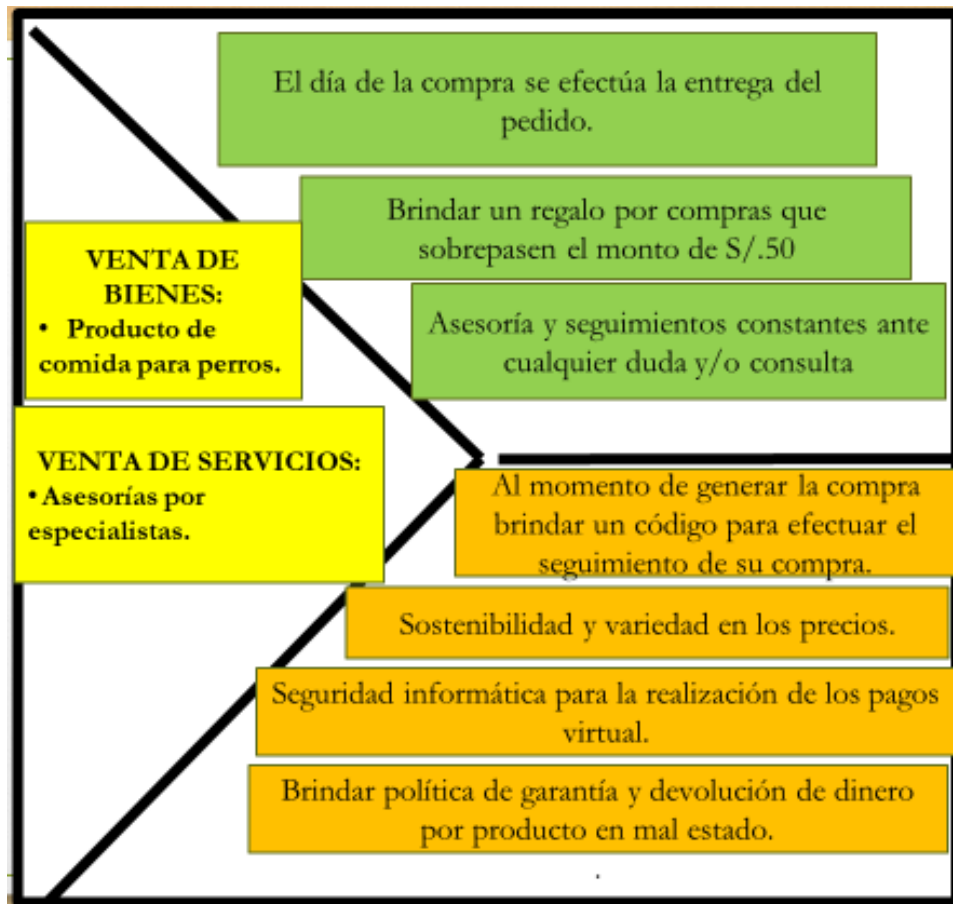 El día de la compra se efectúa la entrega del
pedido.
Brindar un regalo por compras que
sobrepasen el monto de S/.50
Asesoría y seguimientos constantes ante
cualquier duda y/o consulta
VENTA DE
BIENES:
• Producto de
comida para perros.
VENTA DE SERVICIOS:
• Asesorías por
especialistas.
Al momento de generar la compra
brindar un código para efectuar el
seguimiento de su compra.
Sostenibilidad y variedad en los precios.
Seguridad informática para la realización de los pagos
virtual.
Brindar política de garantía y devolución de dinero
por producto en mal estado.
.